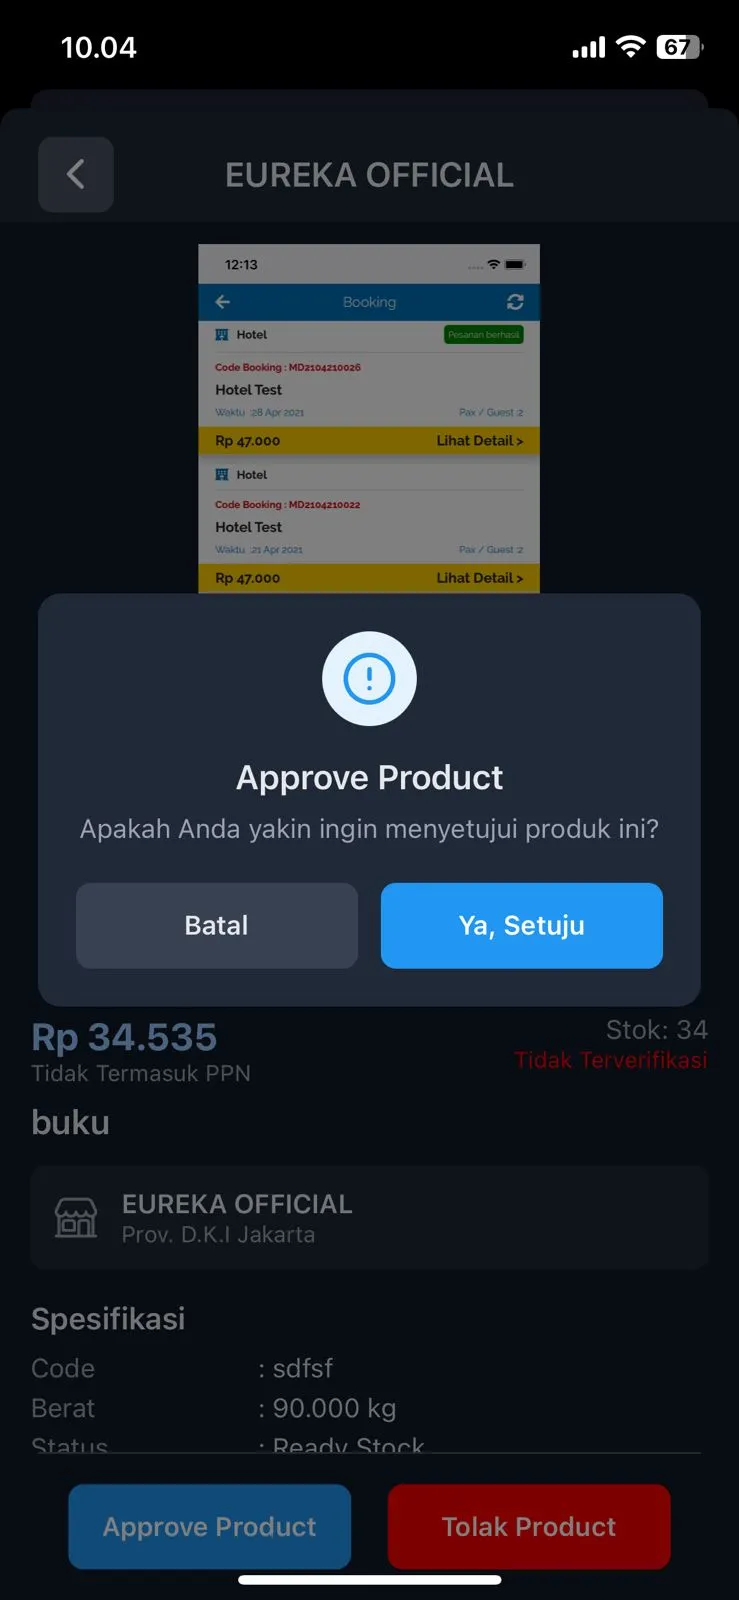 10.04
67
EUREKA OFFICIAL
12:13
Booking
Hotel
Pesanan berhasil
Code Booking : MD2104210026
Hotel Test
Waktu :28 Apr 2021
Pax / Guest :2
Rp 47.000
Lihat Detail >
Hotel
Code Booking : MD2104210022
Hotel Test
Waktu :21 Apr 2021
Pax / Guest :2
Rp 47.000
Lihat Detail >
Approve Product
Apakah Anda yakin ingin menyetujui produk ini?
Batal
Ya, Setuju
Rp 34.535
Stok: 34
Tidak Termasuk PPN
Tidak Terverifikasi
buku
EUREKA OFFICIAL
Prov. D.K.I Jakarta
Spesifikasi
Code : sdfsf
Berat : 90.000 kg
Status : Ready Stock
Approve Product
Tolak Product